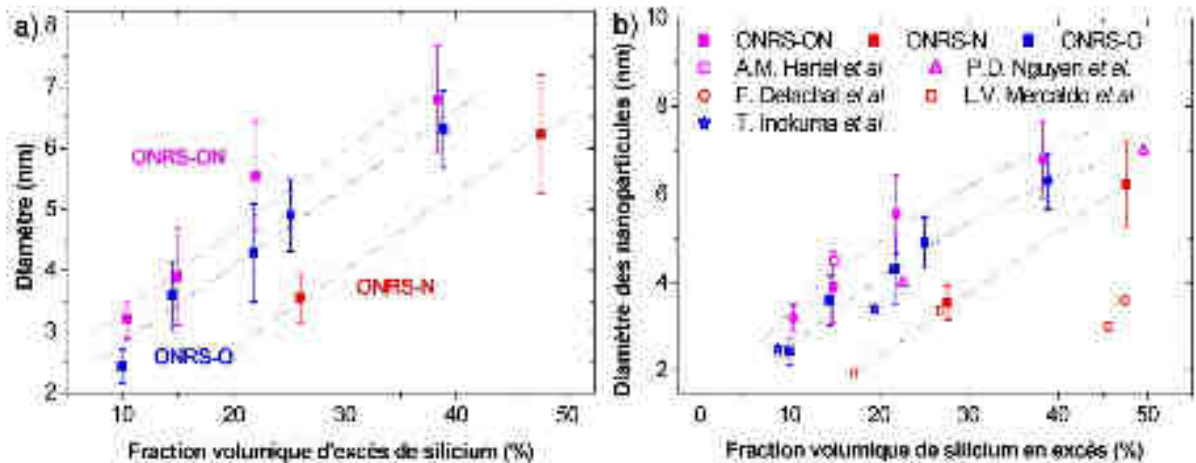 a)
8
7
6
5
4
3
2
10
20
30
40
50
Diamètre (nm)
ONRS-ON
ONRS-N
ONRS-O
Fraction volumique d'excès de silicium (%)
b)
10
8
6
4
2
0
10
20
30
40
50
Diamètre des nanoparticules (nm)
ONRS-ON
ONRS-N
ONRS-O
A.M. Hartel et al
P.D. Nguyen et al.
F. Delachat et al
L.V. Mercaldo et al
T. Inokuma et al
Fraction volumique de silicium en excès (%)